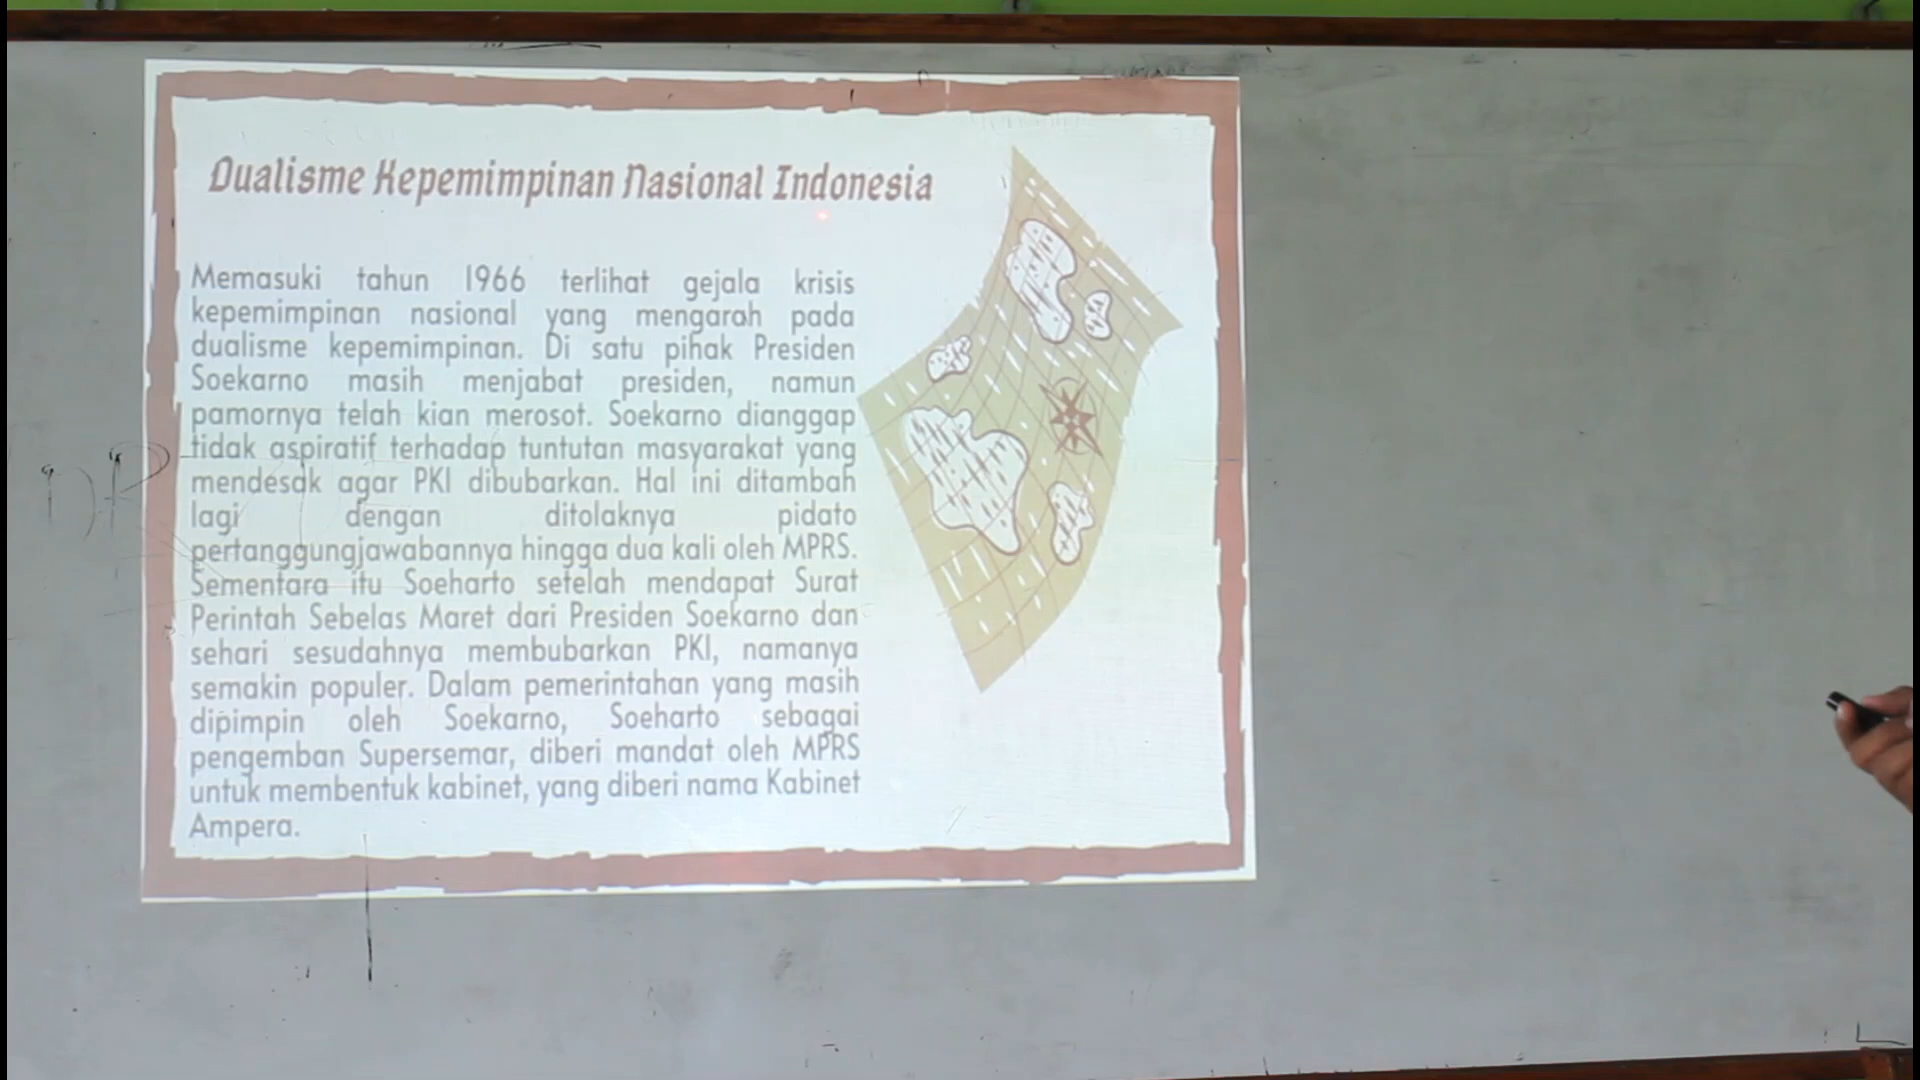 Dualisme Kepemimpinan Nasional Indonesia
Memasuki tahun 1966 terlihat gejala krisis
kepemimpinan nasional yang mengarah pada
dualisme kepemimpinan. Di satu pihak Presiden
Soekarno masih menjabat presiden, namun
pamornya telah kian merosot. Soekarno dianggap
tidak aspiratif terhadap tuntutan masyarakat yang
mendesak agar PKI dibubarkan. Hal ini ditambah
lagi dengan ditolaknya pidato
pertanggungjawabannya hingga dua kali oleh MPRS.
Sementara itu Soeharto setelah mendapat Surat
Perintah Sebelas Maret dari Presiden Soekarno dan
sehari sesudahnya membubarkan PKI, namanya
semakin populer. Dalam pemerintahan yang masih
dipimpin oleh Soekarno, Soeharto sebagai
pengemban Supersemar, diberi mandat oleh MPRS
untuk membentuk kabinet, yang diberi nama Kabinet
Ampera.